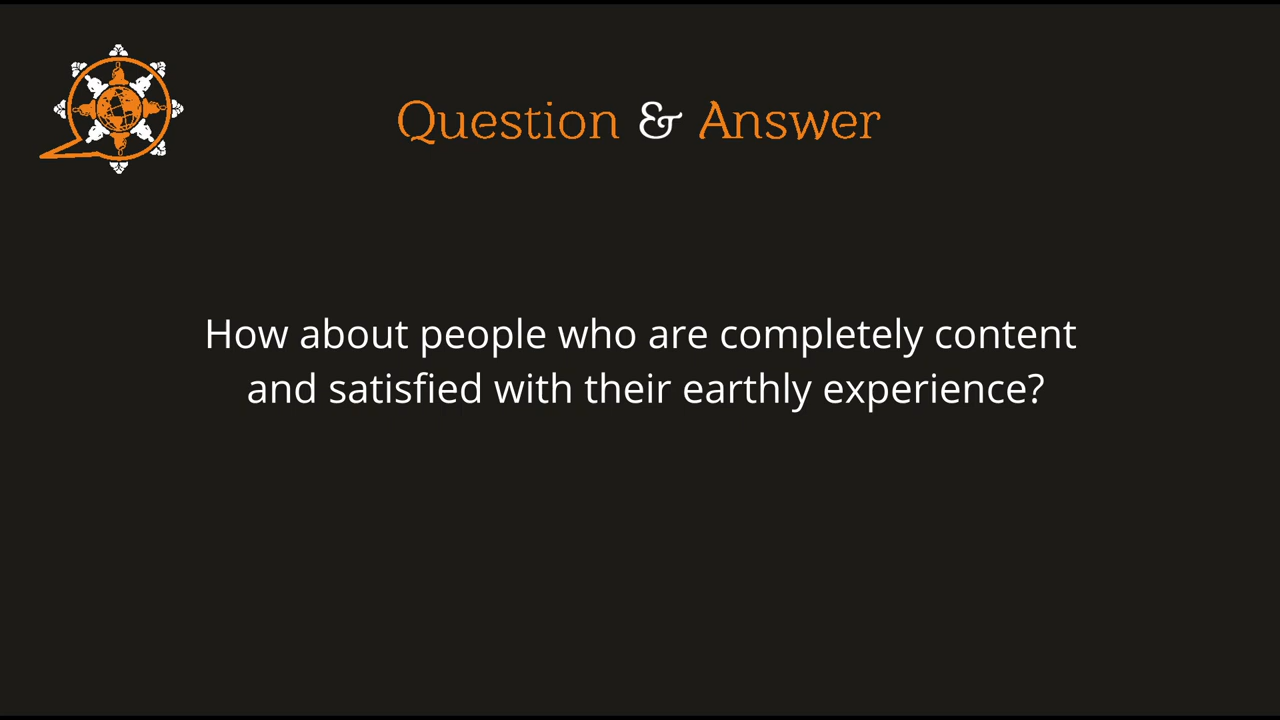 Question & Answer
How about people who are completely content
and satisfied with their earthly experience?